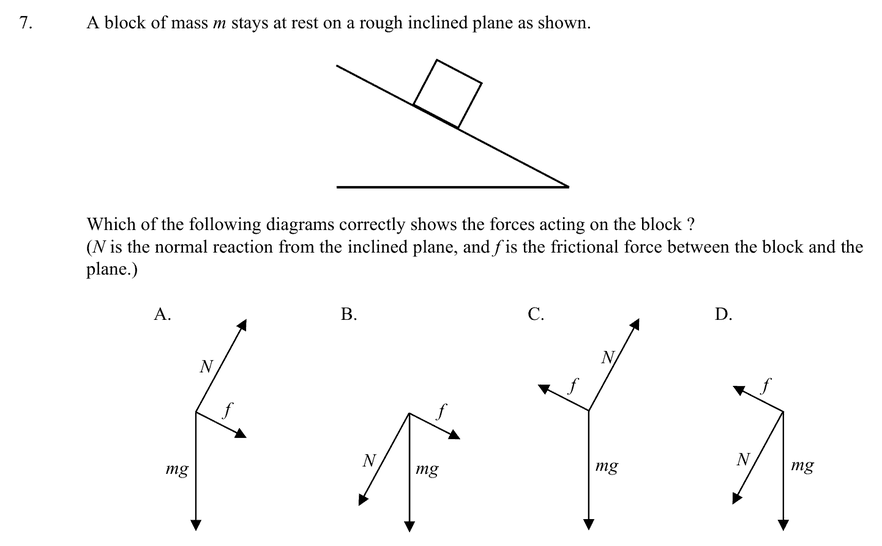 7. A block of mass m stays at rest on a rough inclined plane as shown.
Which of the following diagrams correctly shows the forces acting on the block ?
(N is the normal reaction from the inclined plane, and f is the frictional force between the block and the
plane.)
A. B. C. D.
N f mg
N f mg
f N mg
f N mg